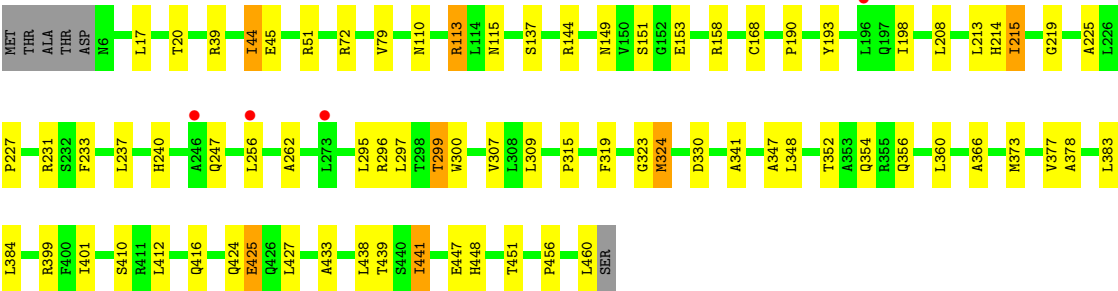 MET THR ALA THR ASP N6 L17 T20 R39 I44 E45 R51 R72 V79 N110 R113 L114 N115 S137 R144 N149 V150 S151 G152 E153 R158 C168 P190 Y193 L196 Q197 I198 L208 L213 H214 I215 G219 A225 L226
P227 R231 S232 F233 L237 H240 A246 Q247 L256 A262 L273 L295 R296 L297 T298 T299 W300 V307 L308 L309 P315 F319 G323 M324 D330 A341 A347 L348 T352 A353 Q354 R355 Q356 L360 A366 M373 V377 A378 L383
L384 R399 F400 I401 S410 R411 L412 Q416 Q424 E425 Q426 L427 A433 L438 T439 S440 I441 E447 H448 T451 P456 L460 SER